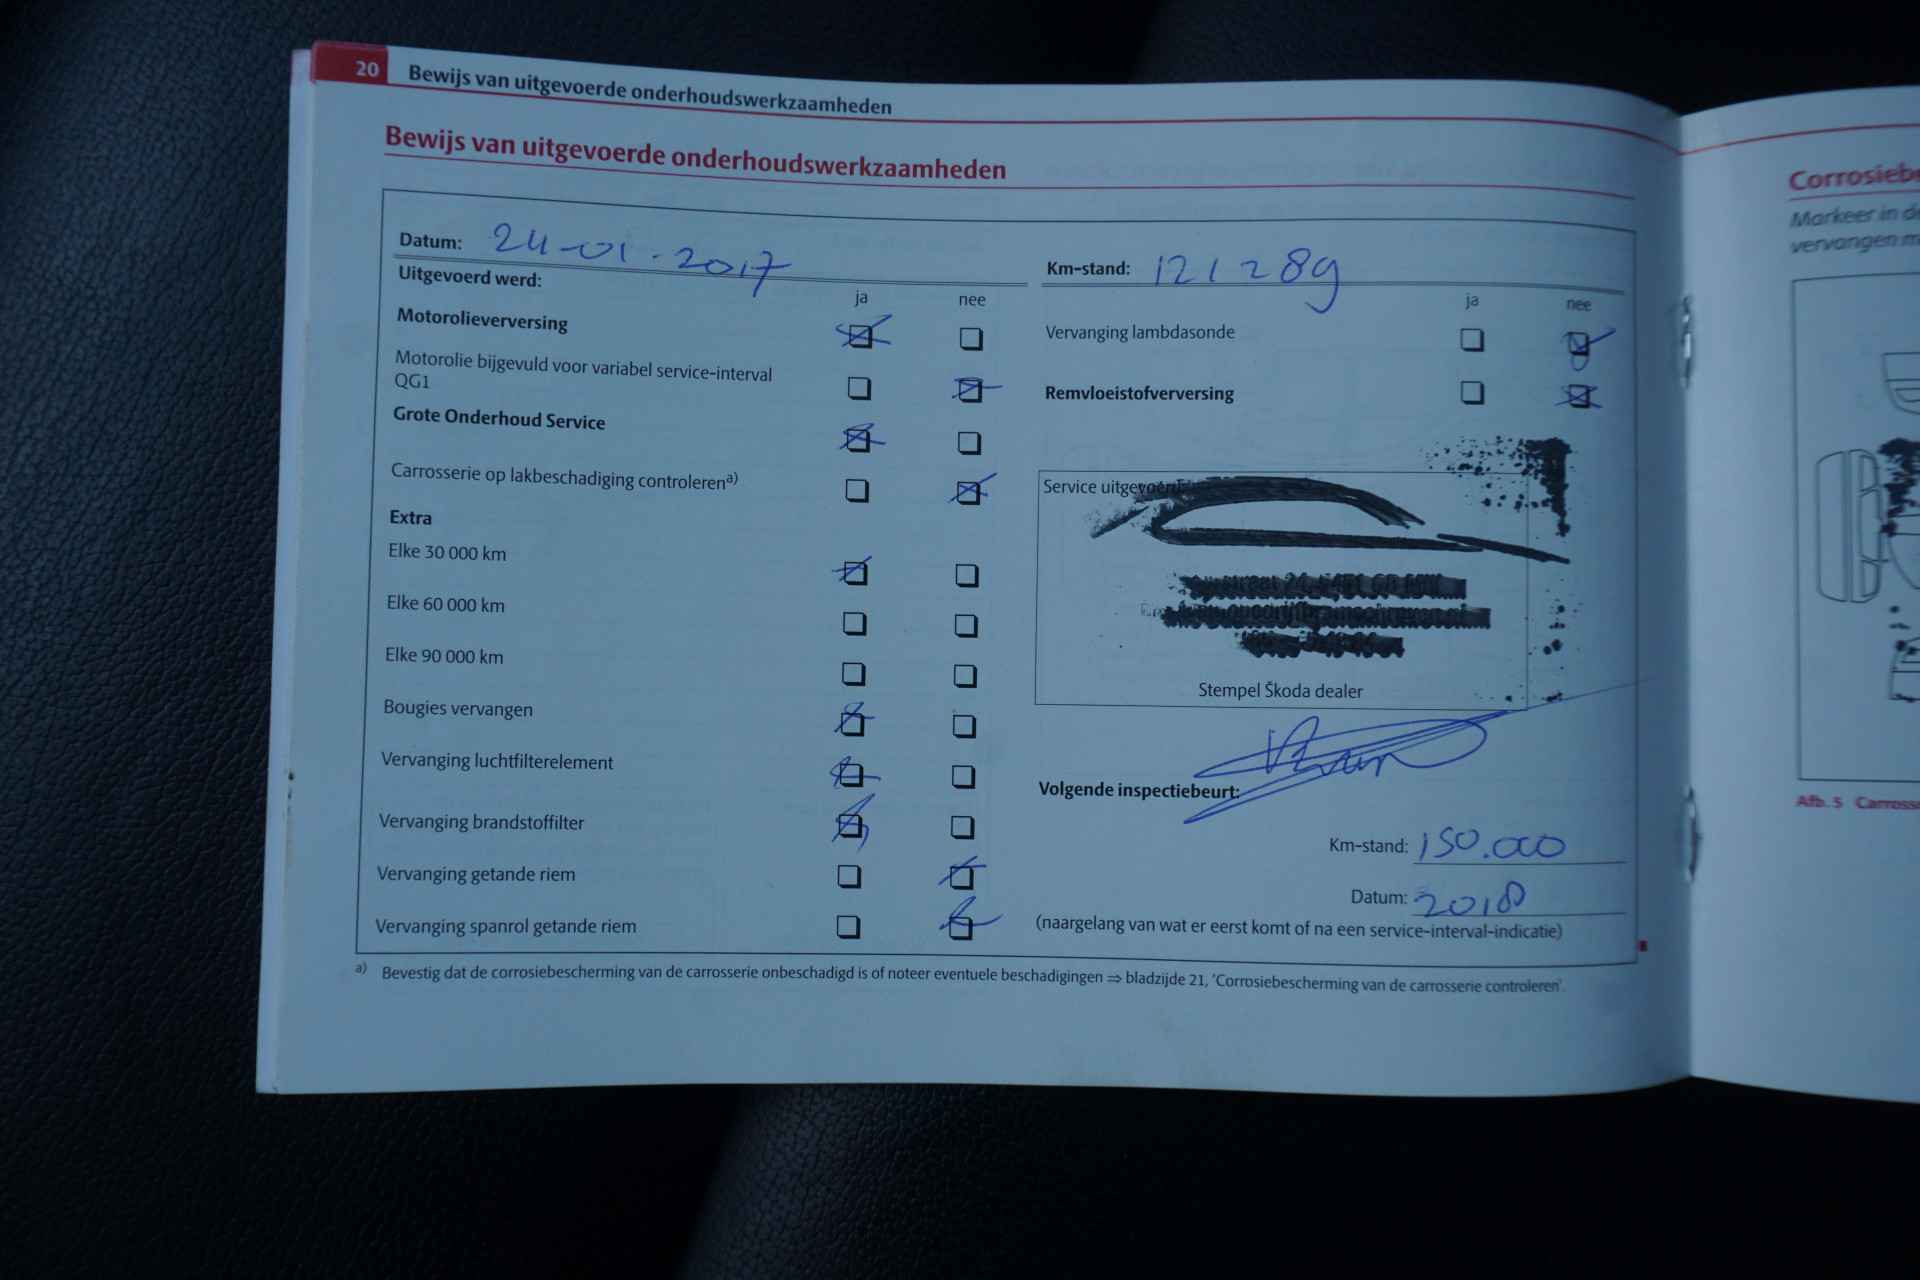 20 Bewijs van uitgevoerde onderhoudswerkzaamheden
Bewijs van uitgevoerde onderhoudswerkzaamheden
Datum: 24-01-2017
Uitgevoerd werd:
ja nee
Motorolieverversing
Motorolie bijgevuld voor variabel service-interval
QG1
Grote Onderhoud Service
Carrosserie op lakbeschadiging controlerena)
Extra
Elke 30 000 km
Elke 60 000 km
Elke 90 000 km
Bougies vervangen
Vervanging luchtfilterelement
Vervanging brandstoffilter
Vervanging getande riem
Vervanging spanrol getande riem
Km-stand: 121289
ja nee
Vervanging lambdasonde
Remvloeistofverversing
Service uitgevoerd
Stempel Škoda dealer
Volgende inspectiebeurt:
Km-stand: 150.000
Datum: 2018
(naargelang van wat er eerst komt of na een service-interval-indicatie)
a) Bevestig dat de corrosiebescherming van de carrosserie onbeschadigd is of noteer eventuele beschadigingen ⇒ bladzijde 21, 'Corrosiebescherming van de carrosserie controleren'.
Markeer in
vervangen
Afb. 5